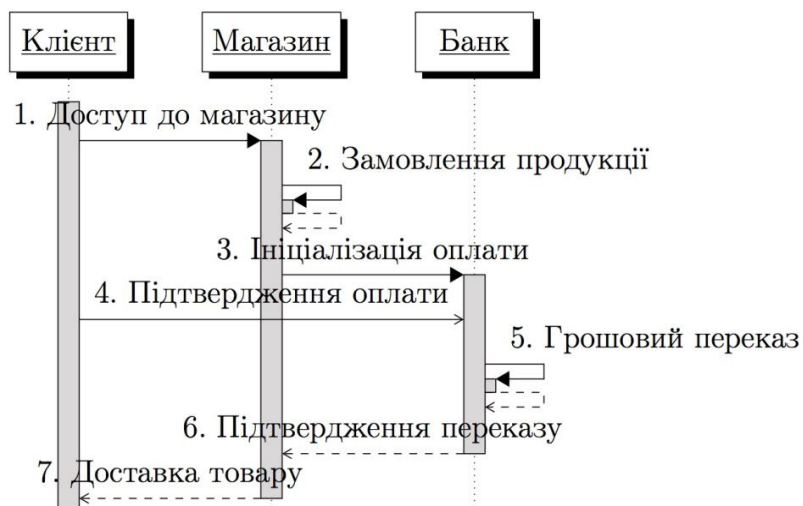 Клієнт
Магазин
Банк
1. Доступ до магазину
2. Замовлення продукції
3. Ініціалізація оплати
4. Підтвердження оплати
5. Грошовий переказ
6. Підтвердження переказу
7. Доставка товару